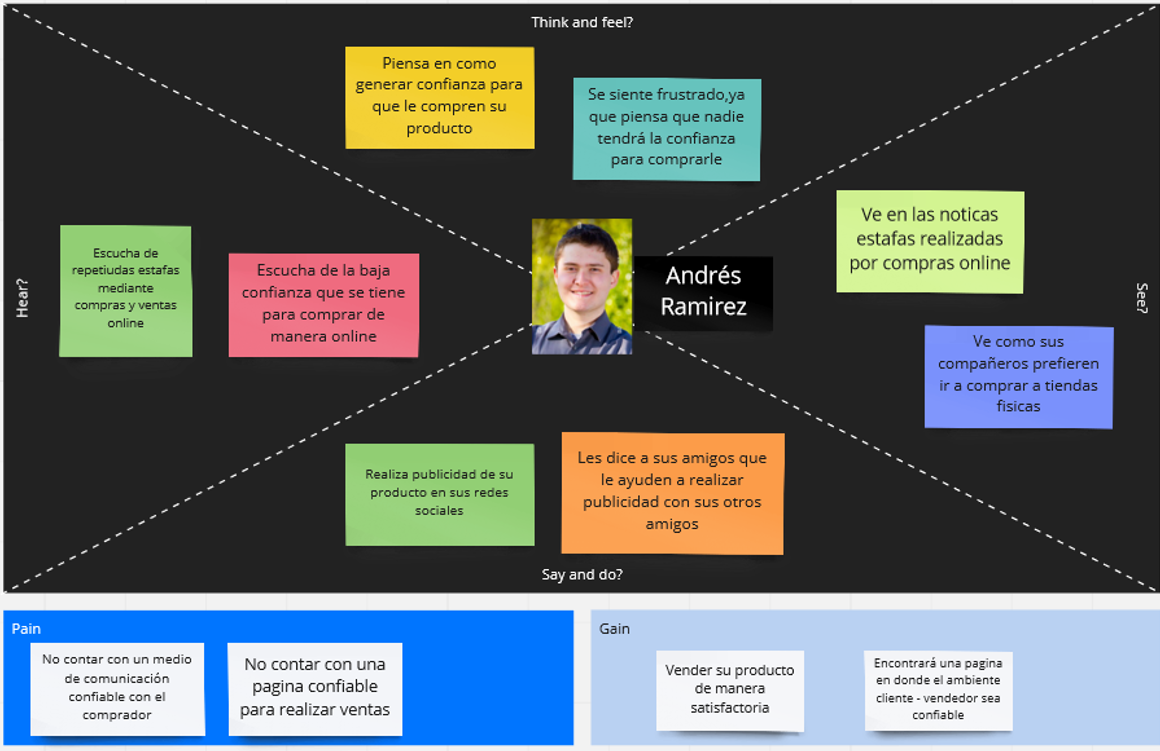 Think and feel?
Piensa en como
generar confianza para
que le compren su
producto
Se siente frustrado,ya
que piensa que nadie
tendrá la confianza
para comprarle
Hear?
Escucha de
repetiudas estafas
mediante
compras y ventas
online
Escucha de la baja
confianza que se tiene
para comprar de
manera online
Andrés
Ramirez
Ve en las noticas
estafas realizadas
por compras online
See?
Ve como sus
compañeros prefieren
ir a comprar a tiendas
fisicas
Realiza publicidad de su
producto en sus redes
sociales
Les dice a sus amigos que
le ayuden a realizar
publicidad con sus otros
amigos
Say and do?
Pain
No contar con un medio
de comunicación
confiable con el
comprador
No contar con una
pagina confiable
para realizar ventas
Gain
Vender su producto
de manera
satisfactoria
Encontrará una pagina
en donde el ambiente
cliente - vendedor sea
confiable